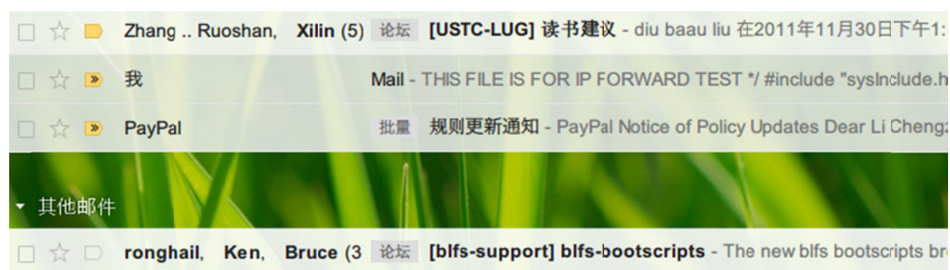 Zhang .. Ruoshan, Xilin (5) 论坛 [USTC-LUG] 读书建议 - diu baau liu 在2011年11月30日下午1:
我 Mail - THIS FILE IS FOR IP FORWARD TEST */ #include "sysInclude.h
PayPal 批量 规则更新通知 - PayPal Notice of Policy Updates Dear Li Chengz
其他邮件
ronghail, Ken, Bruce (3 论坛 [blfs-support] blfs-bootscripts - The new blfs bootscripts br